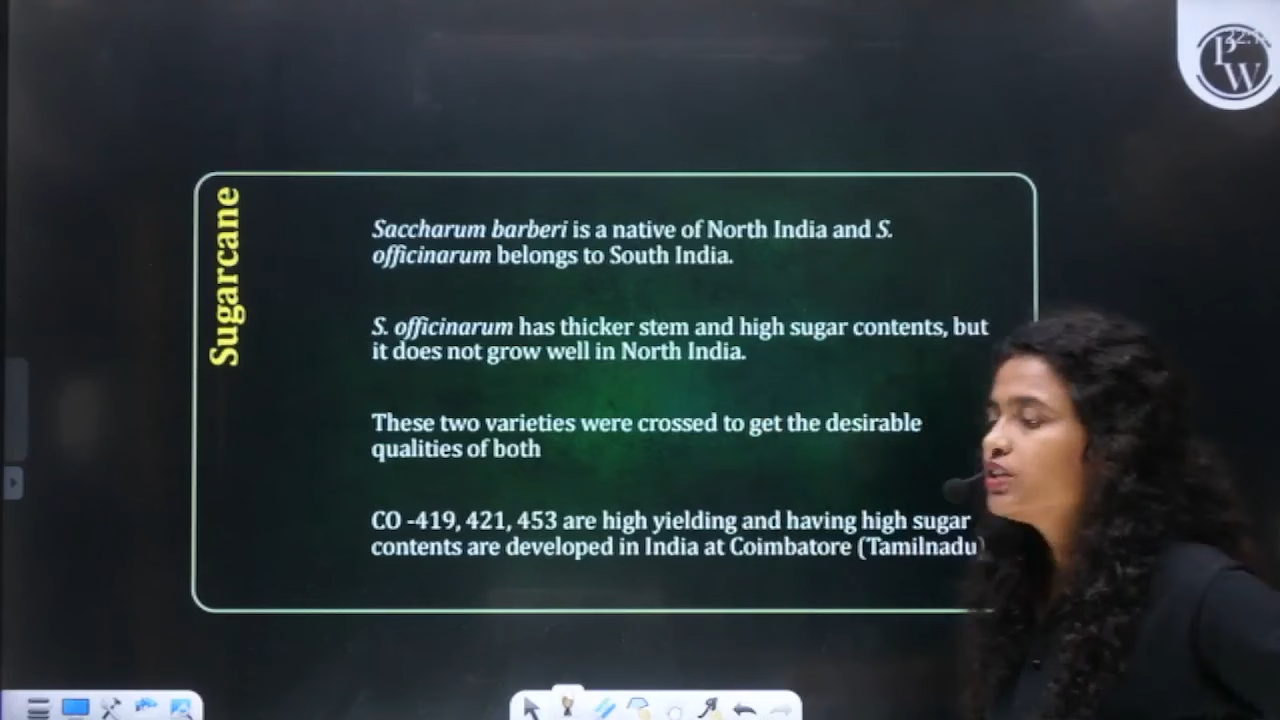 PW
Sugarcane
Saccharum barberi is a native of North India and S.
officinarum belongs to South India.
S. officinarum has thicker stem and high sugar contents, but
it does not grow well in North India.
These two varieties were crossed to get the desirable
qualities of both
CO -419, 421, 453 are high yielding and having high sugar
contents are developed in India at Coimbatore (Tamilnadu)